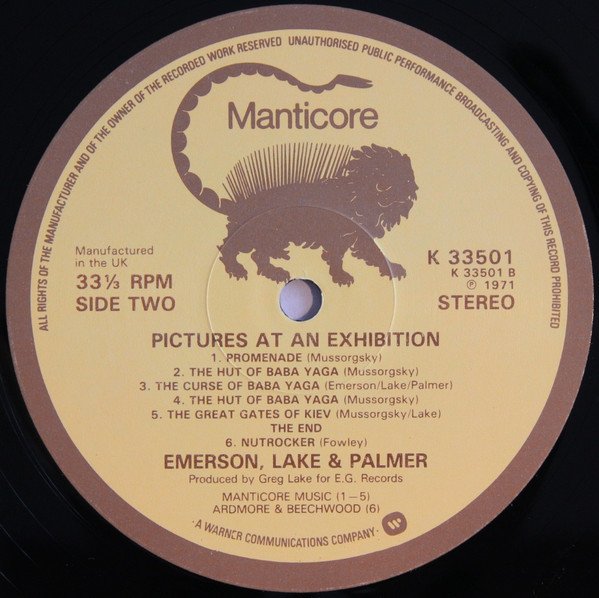 ALL RIGHTS OF THE MANUFACTURER AND OF THE OWNER OF THE RECORDED WORK RESERVED UNAUTHORISED PUBLIC PERFORMANCE BROADCASTING AND COPYING OF THIS RECORD PROHIBITED
Manticore
Manufactured
in the UK
33⅓ RPM
SIDE TWO
K 33501
K 33501 B
℗ 1971
STEREO
PICTURES AT AN EXHIBITION
1. PROMENADE (Mussorgsky)
2. THE HUT OF BABA YAGA (Mussorgsky)
3. THE CURSE OF BABA YAGA (Emerson/Lake/Palmer)
4. THE HUT OF BABA YAGA (Mussorgsky)
5. THE GREAT GATES OF KIEV (Mussorgsky/Lake)
THE END
6. NUTROCKER (Fowley)
EMERSON, LAKE & PALMER
Produced by Greg Lake for E.G. Records
MANTICORE MUSIC (1–5)
ARDMORE & BEECHWOOD (6)
· A WARNER COMMUNICATIONS COMPANY ·